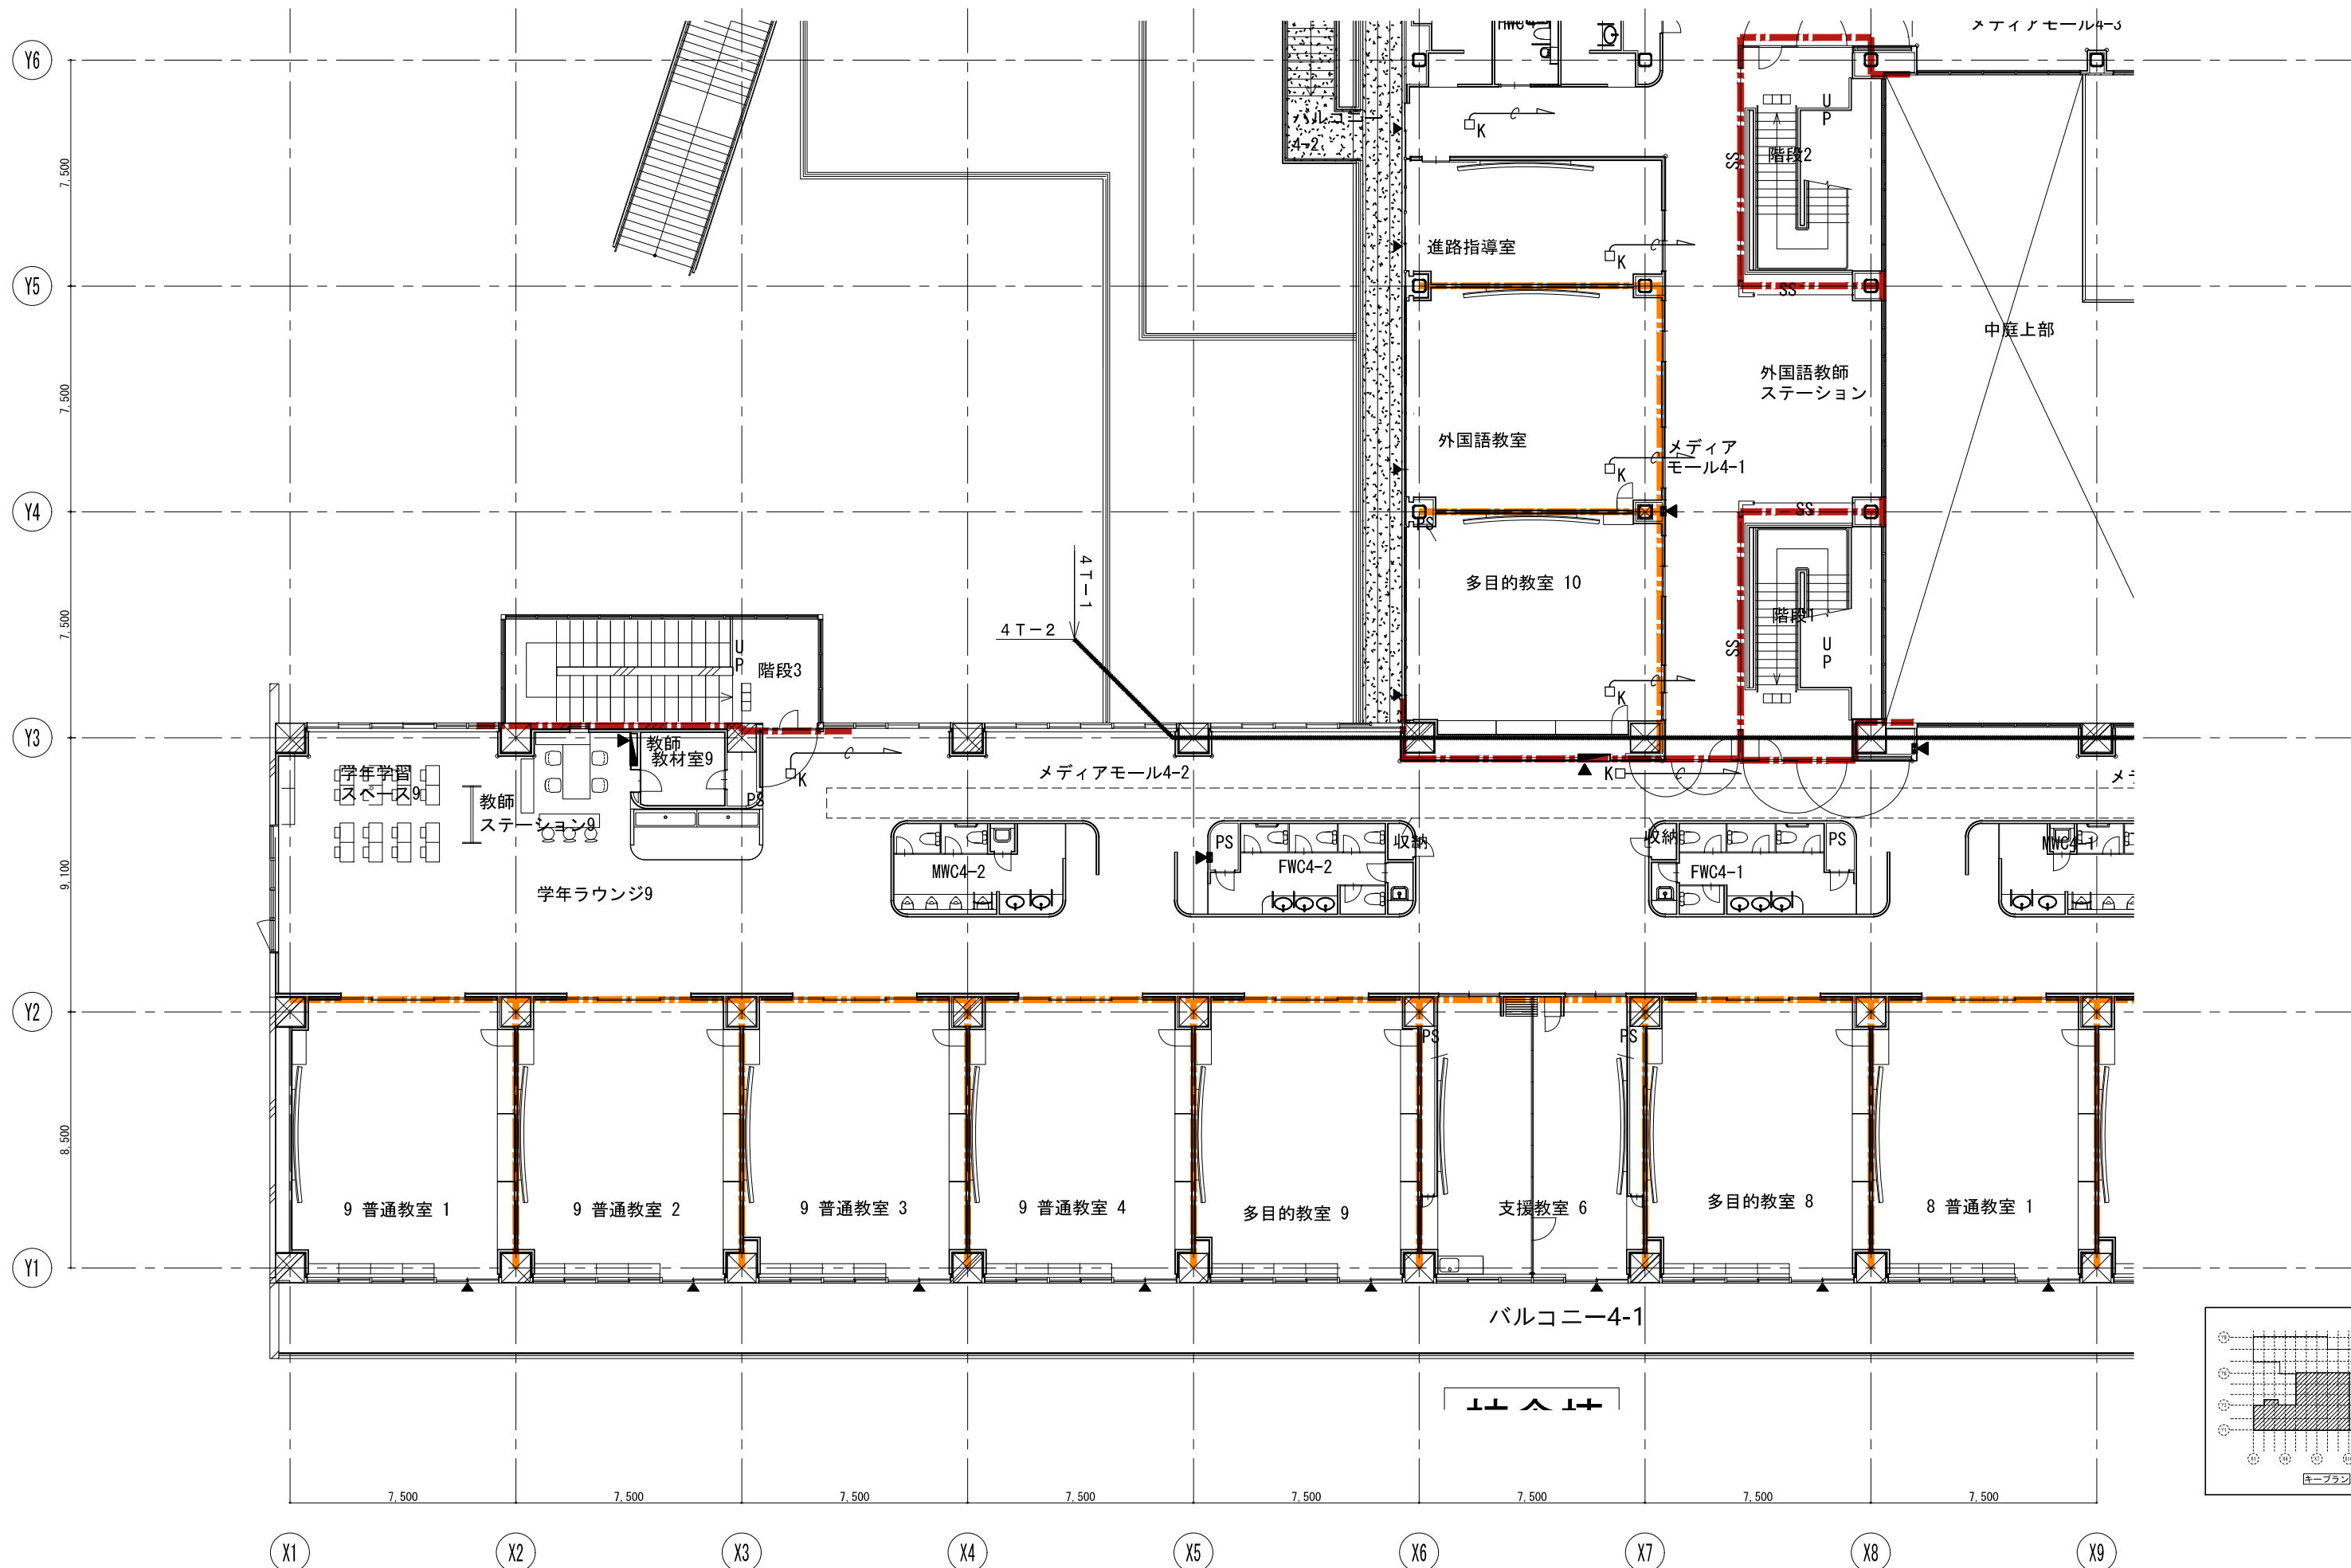 メディアモール4-3
Y6
7,500
バルコニー
4-2
K
UP
階段2
SS
進路指導室
K
Y5
SS
中庭上部
7,500
外国語教師
ステーション
外国語教室
メディア
モール4-1
K
Y4
PS
SS
4T-1
多目的教室 10
7,500
4T-2
階段1
UP
SS
UP
階段3
K
Y3
教師
教材室9
学年学習
スペース9
K
PS
メディアモール4-2
K
教師
ステーション9
9,100
MWC4-2
PS
FWC4-2
収納
収納
FWC4-1
PS
MWC4-1
学年ラウンジ9
Y2
PS
PS
8,500
9 普通教室 1
9 普通教室 2
9 普通教室 3
9 普通教室 4
多目的教室 9
支援教室 6
多目的教室 8
8 普通教室 1
Y1
バルコニー4-1
キープラン
7,500
7,500
7,500
7,500
7,500
7,500
7,500
7,500
X1
X2
X3
X4
X5
X6
X7
X8
X9